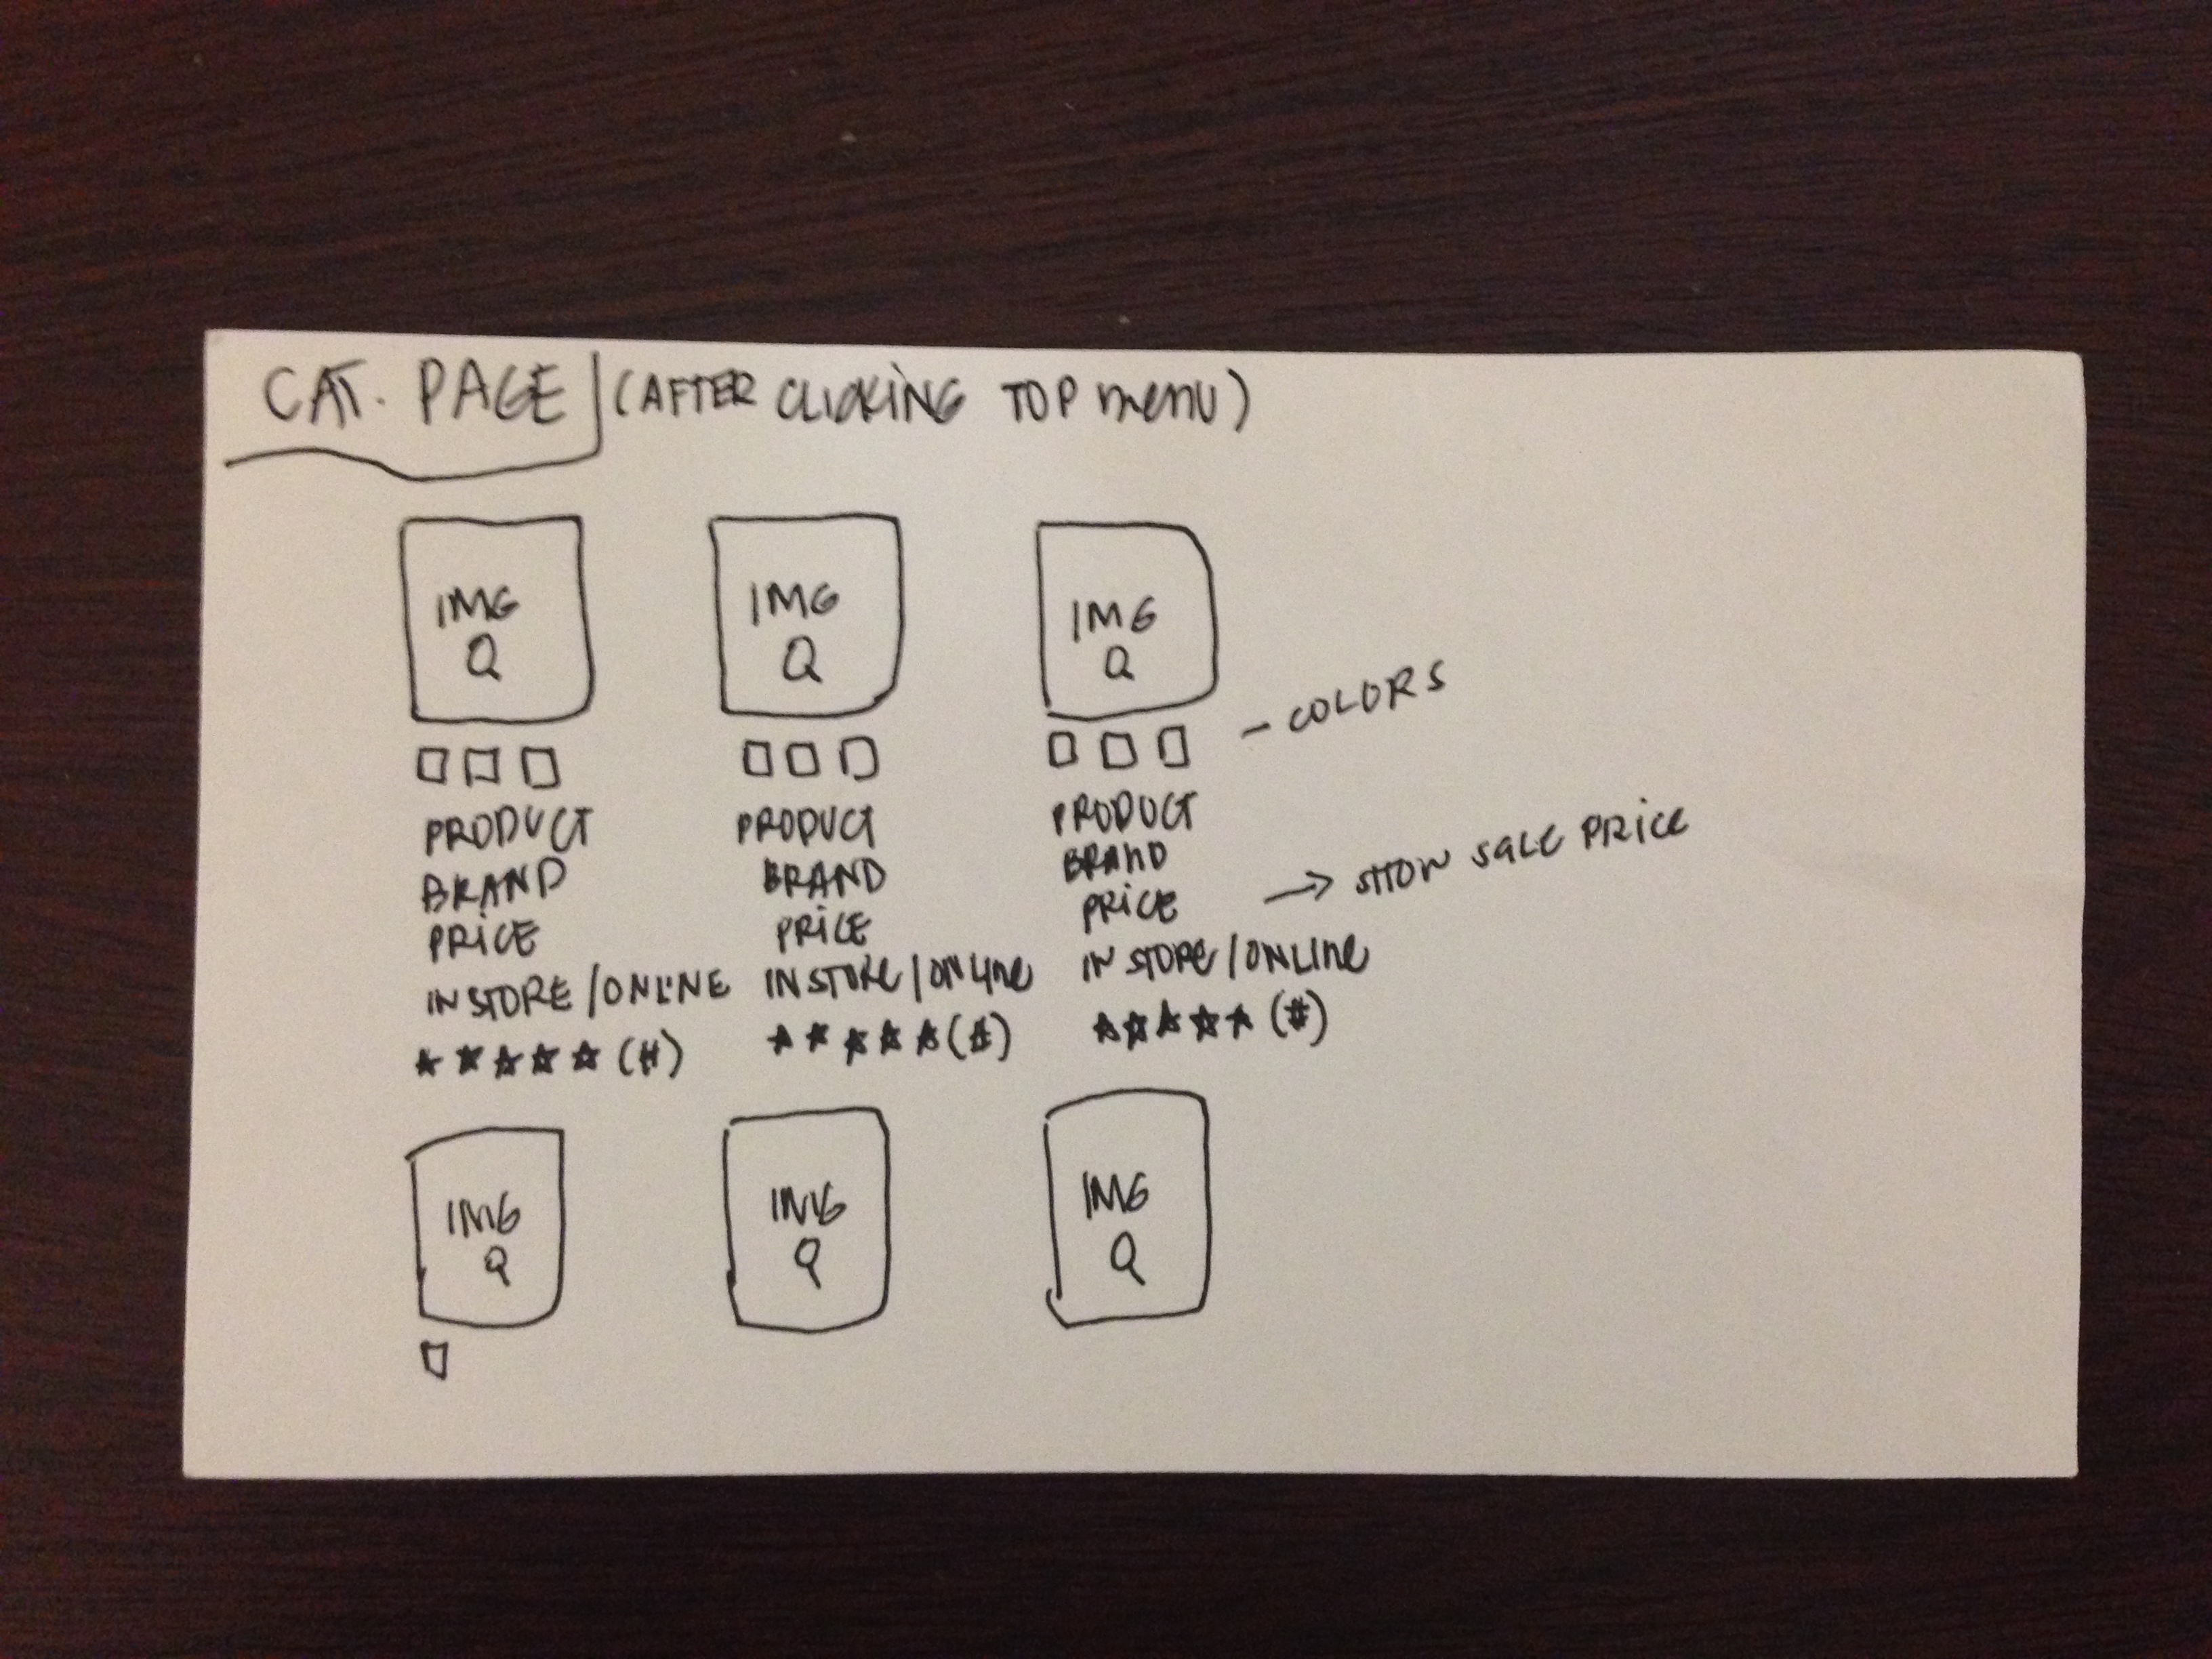 CAT. PAGE (AFTER CLICKING TOP menu)
IMG IMG IMG
- COLORS
PRODUCT PRODUCT PRODUCT
BRAND BRAND BRAND
PRICE PRICE PRICE → SHOW SALE PRICE
IN STORE/ONLINE IN STORE/ONLINE IN STORE/ONLINE
★★★★★ (#) ★★★★★ (#) ★★★★★ (#)
IMG IMG IMG